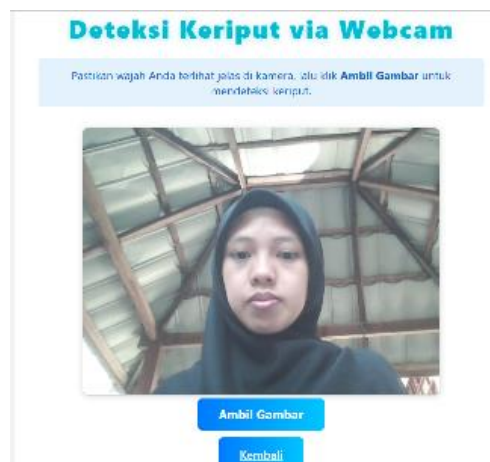 Deteksi Keriput via Webcam
Pastikan wajah Anda terlihat jelas di kamera, lalu klik Ambil Gambar untuk
mendeteksi keriput.
Ambil Gambar
Kembali